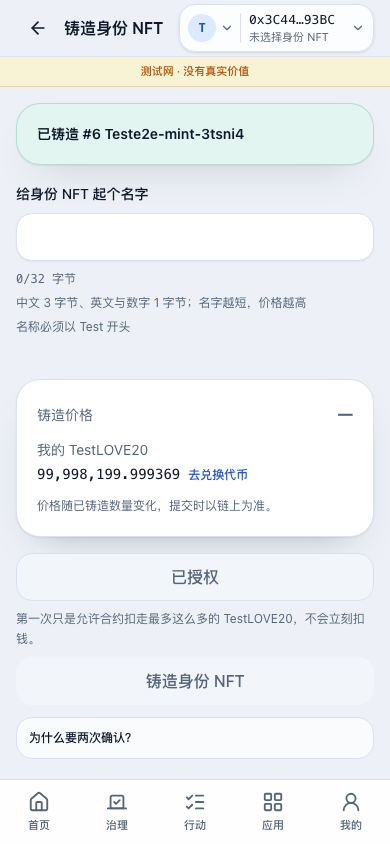 铸造身份 NFT
T
0x3C44…93BC
未选择身份 NFT
测试网 · 没有真实价值
已铸造 #6 Teste2e-mint-3tsni4
给身份 NFT 起个名字
0/32 字节
中文 3 字节、英文与数字 1 字节；名字越短，价格越高
名称必须以 Test 开头
铸造价格
—
我的 TestLOVE20
99,998,199.999369 去兑换代币
价格随已铸造数量变化，提交时以链上为准。
已授权
第一次只是允许合约扣走最多这么多的 TestLOVE20，不会立刻扣
钱。
铸造身份 NFT
为什么要两次确认?
首页
治理
行动
应用
我的